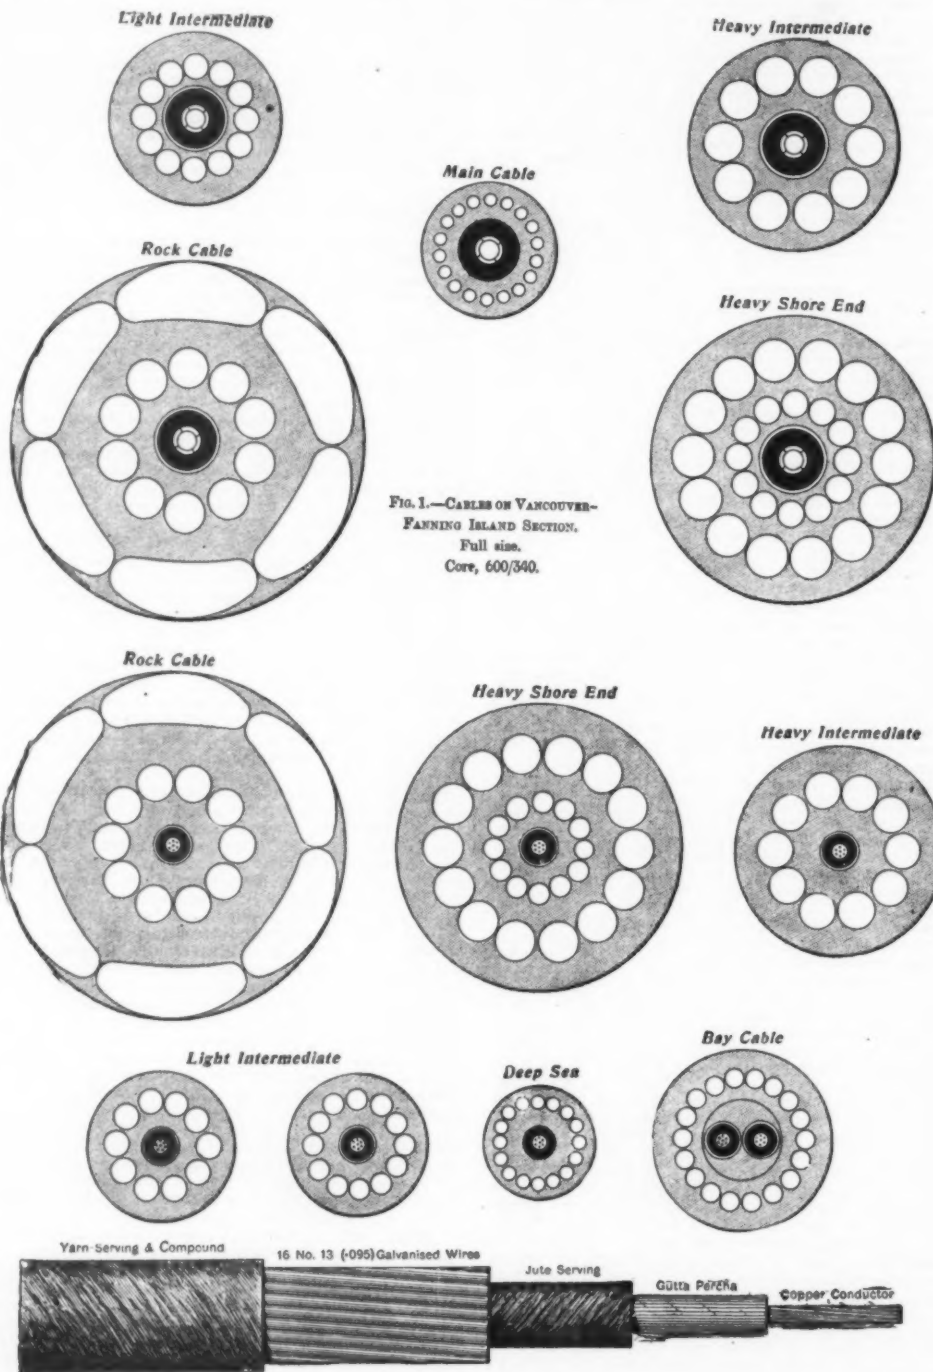 Light Intermediate
Heavy Intermediate
Main Cable
Rock Cable
Heavy Shore End
FIG. 1.—CABLES ON VANCOUVER-
FANNING ISLAND SECTION.
Full size.
Core, 600/340.
Rock Cable
Heavy Shore End
Heavy Intermediate
Light Intermediate
Deep Sea
Bay Cable
Yarn-Serving & Compound
16 No. 13 (·095) Galvanised Wires
Jute Serving
Gutta Percha
Copper Conductor